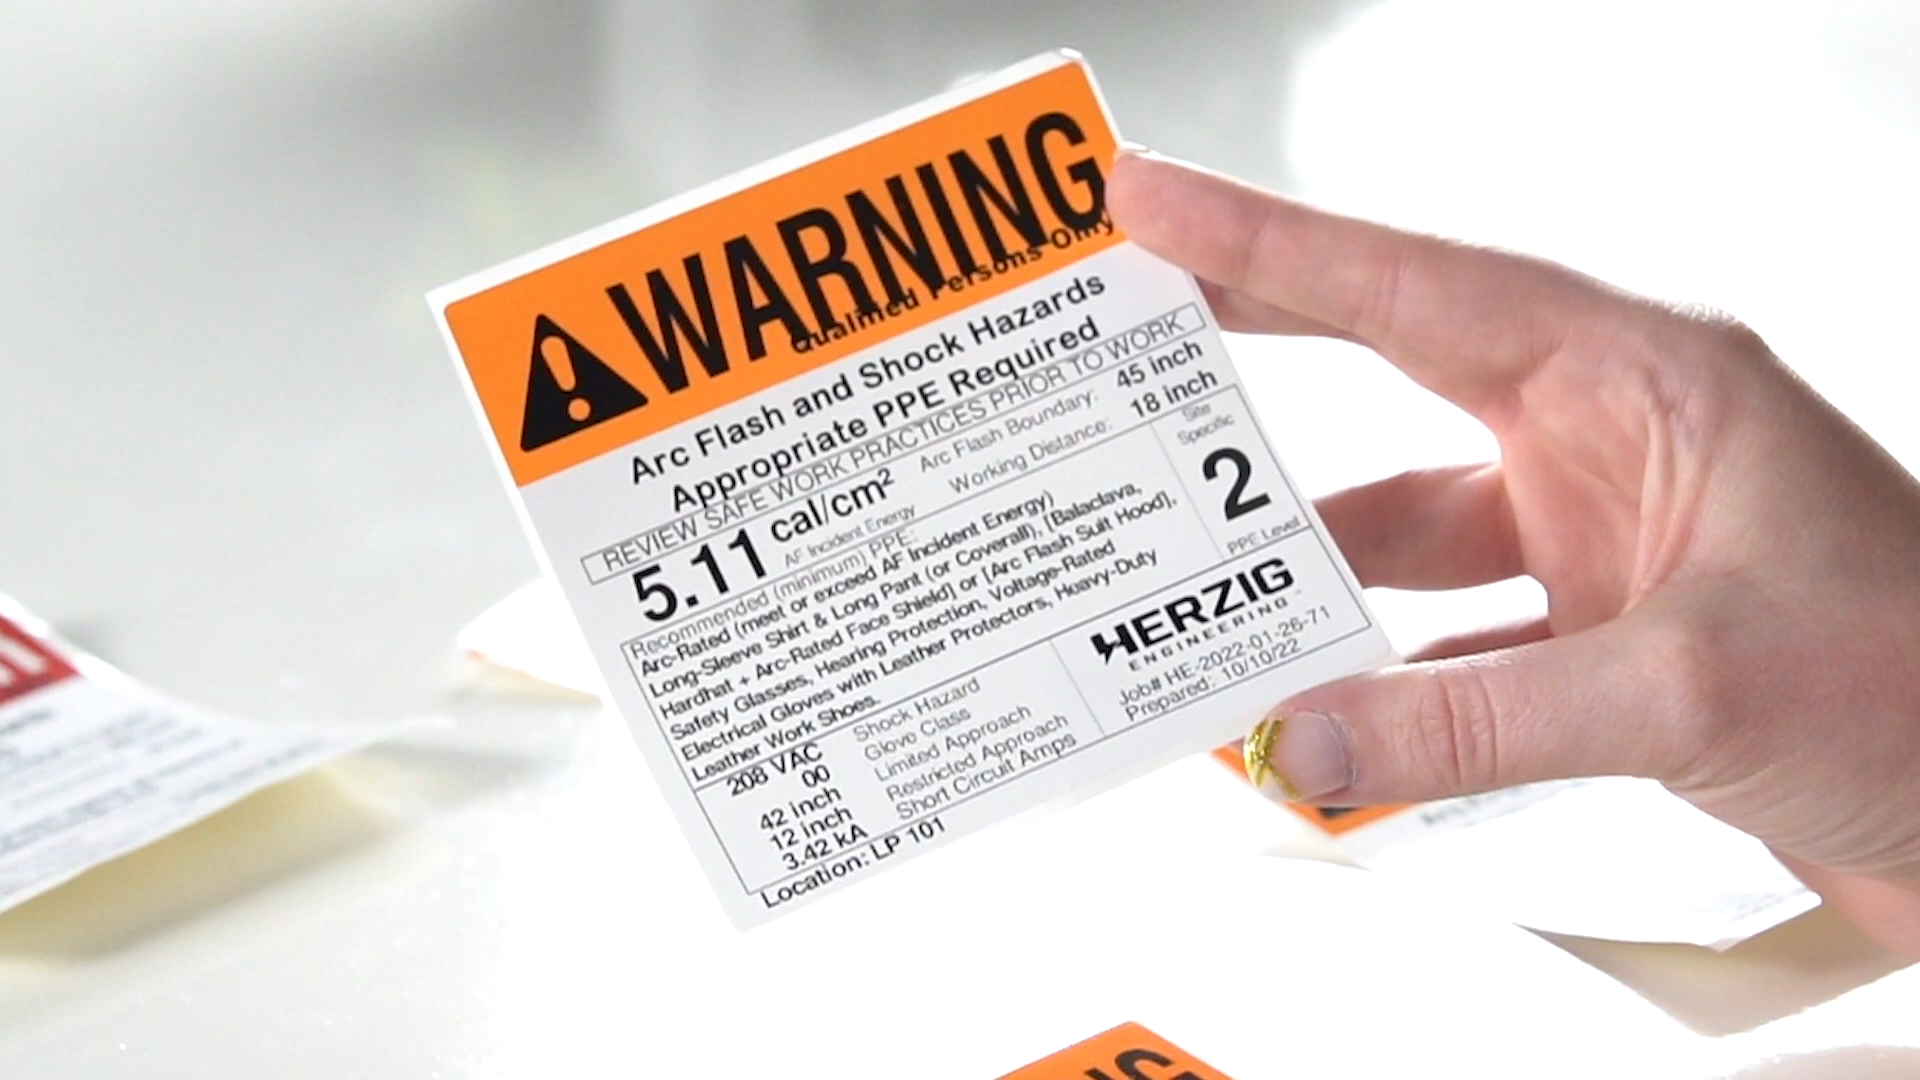 WARNING
Qualified Persons Only
Arc Flash and Shock Hazards
Appropriate PPE Required
REVIEW SAFE WORK PRACTICES PRIOR TO WORK
5.11 cal/cm²
AF Incident Energy
Arc Flash Boundary: 45 inch
Working Distance: 18 inch
Recommended (minimum) PPE:
Arc-Rated (meet or exceed AF Incident Energy)
Long-Sleeve Shirt & Long Pant (or Coverall), [Balaclava,
Hardhat + Arc-Rated Face Shield] or [Arc Flash Suit Hood],
Safety Glasses, Hearing Protection, Voltage-Rated
Electrical Gloves with Leather Protectors, Heavy-Duty
Leather Work Shoes.
Site
Specific
2
PPE Level
208 VAC Shock Hazard
00 Glove Class
42 inch Limited Approach
12 inch Restricted Approach
3.42 kA Short Circuit Amps
HERZIG
ENGINEERING
Job# HE-2022-01-26-71
Prepared: 10/10/22
Location: LP 101